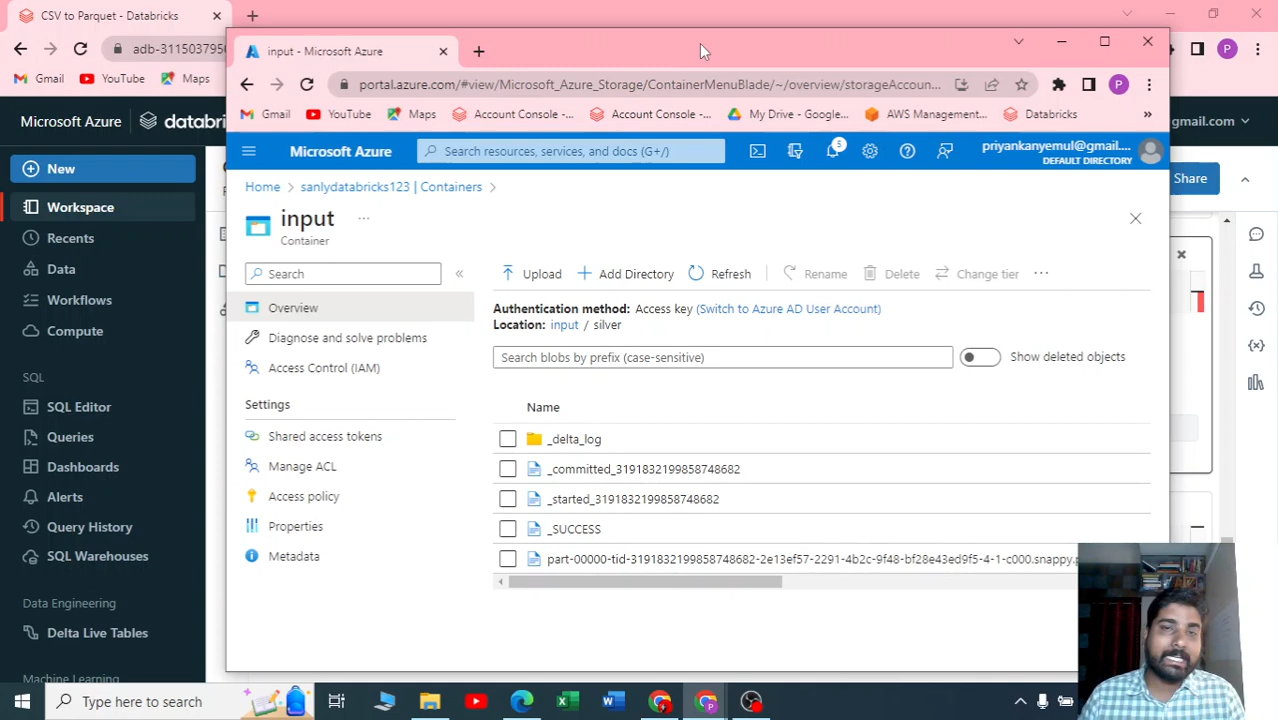 CSV to Parquet - Databricks
adb-3115037950
Gmail YouTube Maps
Microsoft Azure
New
Workspace
Recents
Data
Workflows
Compute
SQL
SQL Editor
Queries
Dashboards
Alerts
Query History
SQL Warehouses
Data Engineering
Delta Live Tables
gmail.com
Share
P
input - Microsoft Azure
portal.azure.com/#view/Microsoft_Azure_Storage/ContainerMenuBlade/~/overview/storageAccoun...
P
Gmail YouTube Maps Account Console -... Account Console -... My Drive - Google... AWS Management... Databricks »
Microsoft Azure
Search resources, services, and docs (G+/)
5
priyankanyemul@gmail....
DEFAULT DIRECTORY
Home > sanlydatabricks123 | Containers >
input ...
Container
Search
«
Overview
Diagnose and solve problems
Access Control (IAM)
Settings
Shared access tokens
Manage ACL
Access policy
Properties
Metadata
Upload Add Directory Refresh Rename Delete Change tier ...
Authentication method: Access key (Switch to Azure AD User Account)
Location: input / silver
Search blobs by prefix (case-sensitive)
Show deleted objects
Name
_delta_log
_committed_3191832199858748682
_started_3191832199858748682
_SUCCESS
part-00000-tid-3191832199858748682-2e13ef57-2291-4b2c-9f48-bf28e43ed9f5-4-1-c000.snappy.
Type here to search